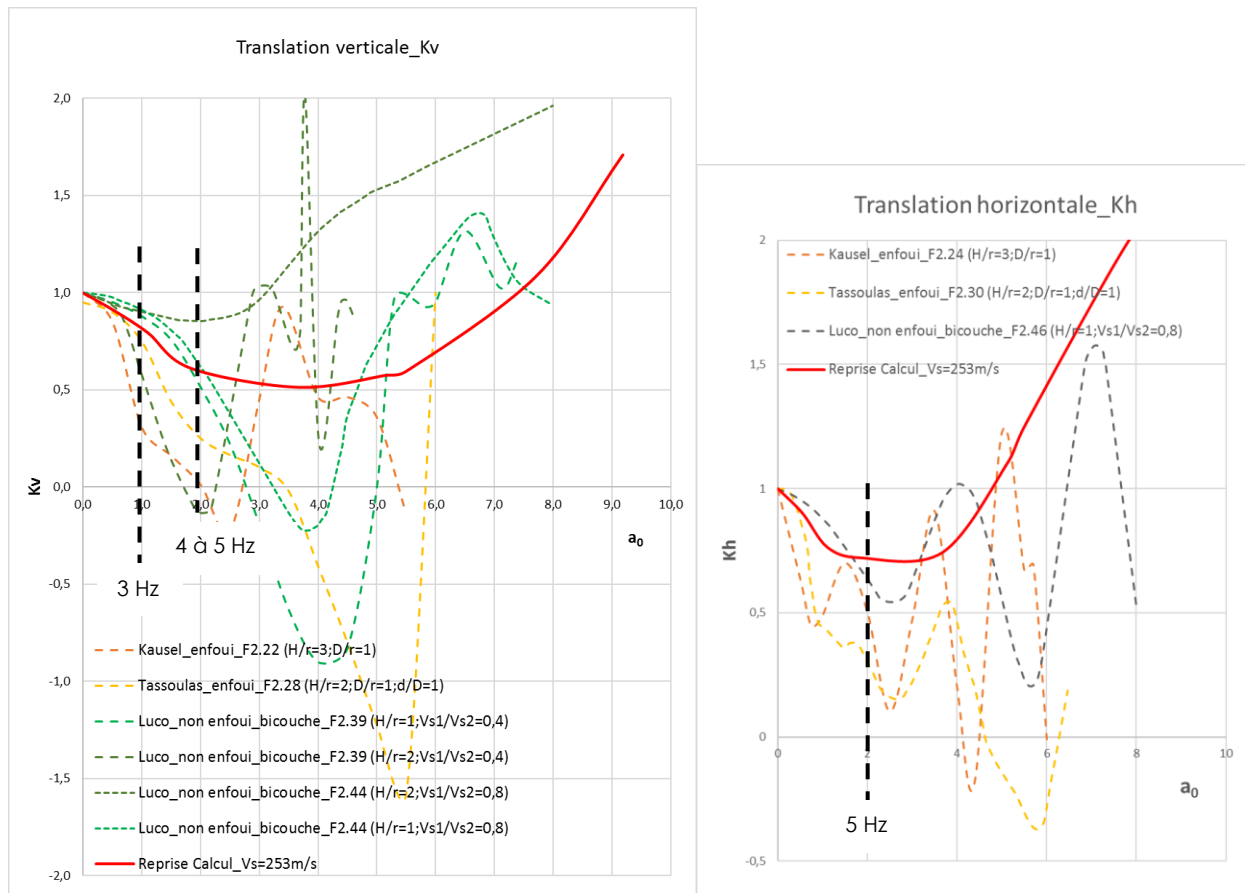 Translation verticale_Kv
2,0
1,5
1,0
0,5
0,0
-0,5
-1,0
-1,5
-2,0
Kv
0,0 1,0 2,0 3,0 4,0 5,0 6,0 7,0 8,0 9,0 10,0
a0
4 à 5 Hz
3 Hz
Kausel_enfoui_F2.22 (H/r=3;D/r=1)
Tassoulas_enfoui_F2.28 (H/r=2;D/r=1;d/D=1)
Luco_non enfoui_bicouche_F2.39 (H/r=1;Vs1/Vs2=0,4)
Luco_non enfoui_bicouche_F2.39 (H/r=2;Vs1/Vs2=0,4)
Luco_non enfoui_bicouche_F2.44 (H/r=2;Vs1/Vs2=0,8)
Luco_non enfoui_bicouche_F2.44 (H/r=1;Vs1/Vs2=0,8)
Reprise Calcul_Vs=253m/s
Translation horizontale_Kh
2
1,5
1
0,5
0
-0,5
Kh
Kausel_enfoui_F2.24 (H/r=3;D/r=1)
Tassoulas_enfoui_F2.30 (H/r=2;D/r=1;d/D=1)
Luco_non enfoui_bicouche_F2.46 (H/r=1;Vs1/Vs2=0,8)
Reprise Calcul_Vs=253m/s
0 2 4 6 8 10
a0
5 Hz